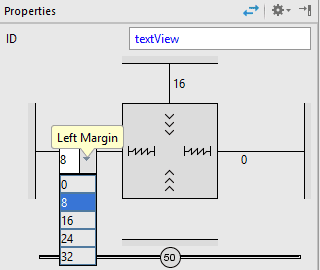 Properties
ID textView
16
Left Margin
8 0
0
8
16
24
32
50